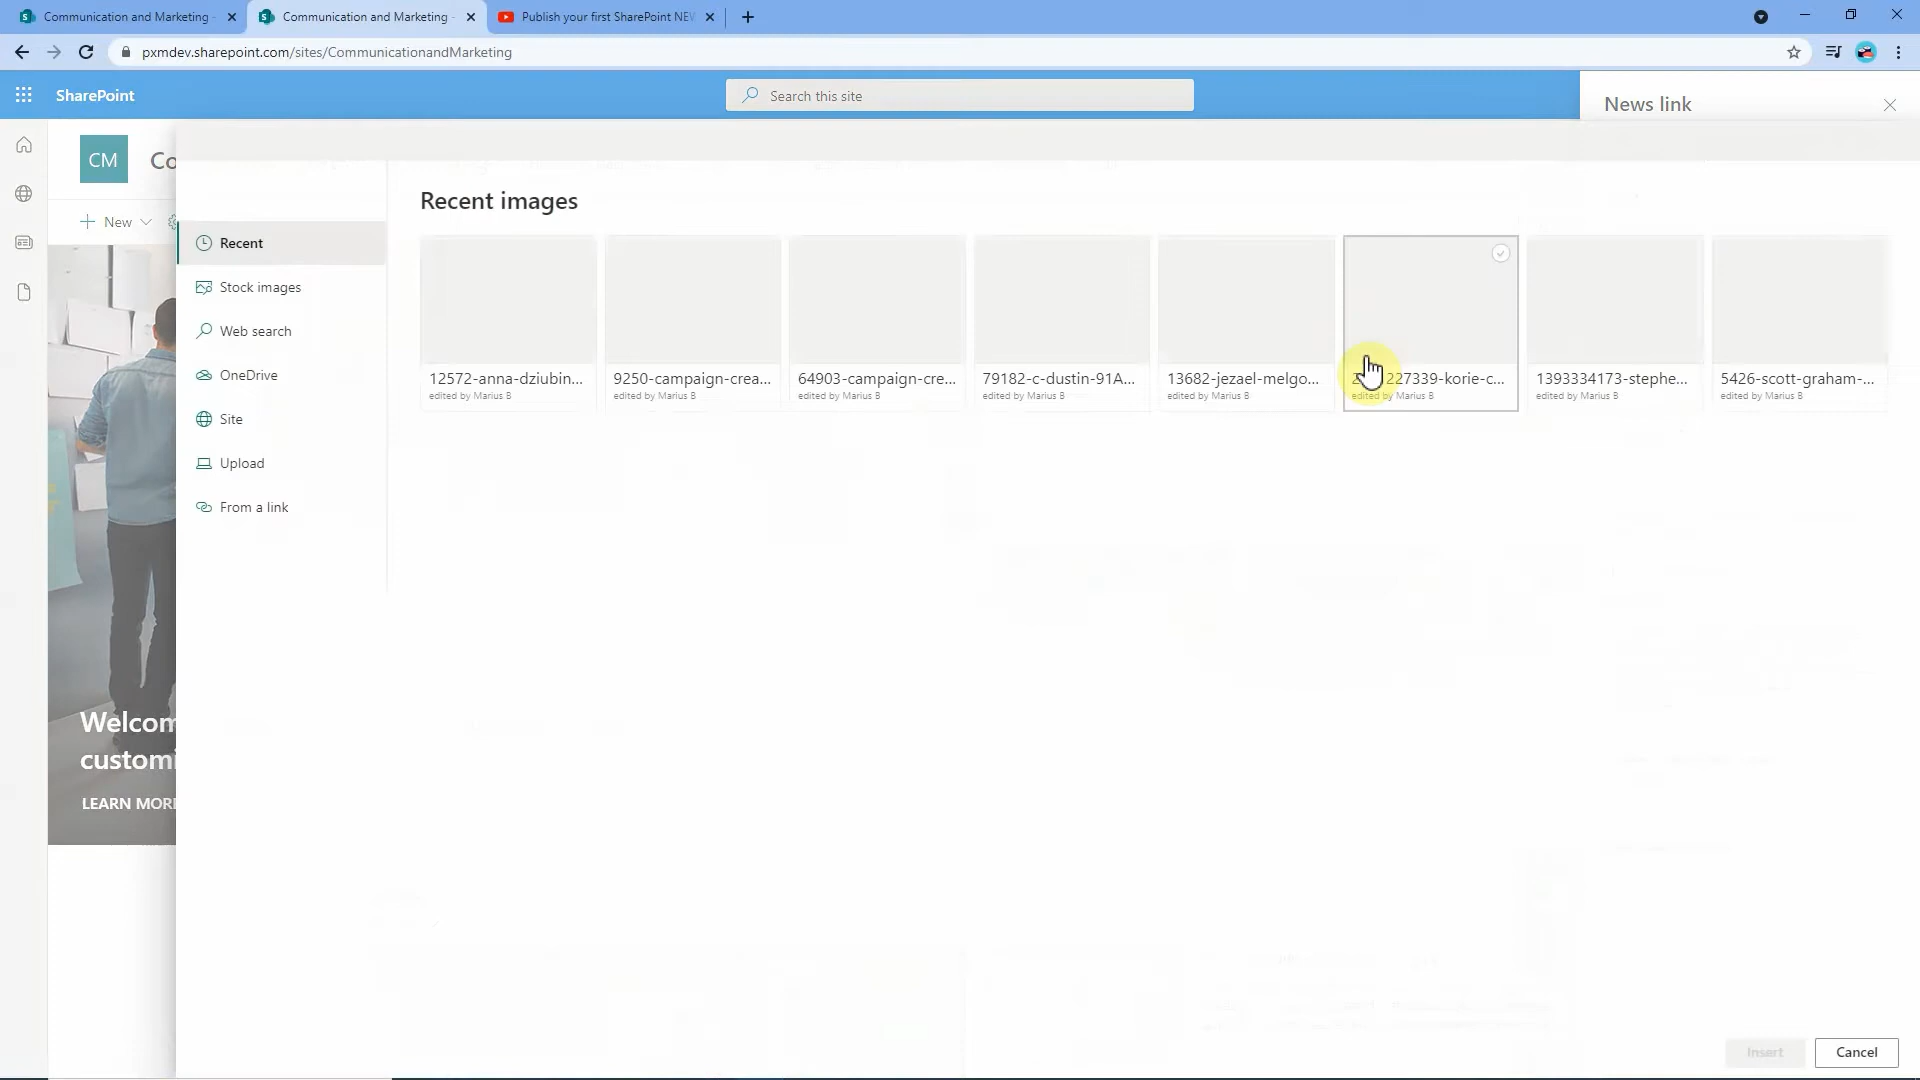 Communication and Marketing -
Communication and Marketing -
Publish your first SharePoint NEW
pxmdev.sharepoint.com/sites/CommunicationandMarketing
SharePoint
Search this site
News link
CM
Co
New
Recent images
Recent
Stock images
Web search
OneDrive
Site
Upload
From a link
12572-anna-dziubin...
edited by Marius B
9250-campaign-crea...
edited by Marius B
64903-campaign-cre...
edited by Marius B
79182-c-dustin-91A...
edited by Marius B
13682-jezael-melgo...
edited by Marius B
227339-korie-c...
edited by Marius B
1393334173-stephe...
edited by Marius B
5426-scott-graham-...
edited by Marius B
Welcom
customi
LEARN MORE
Insert
Cancel